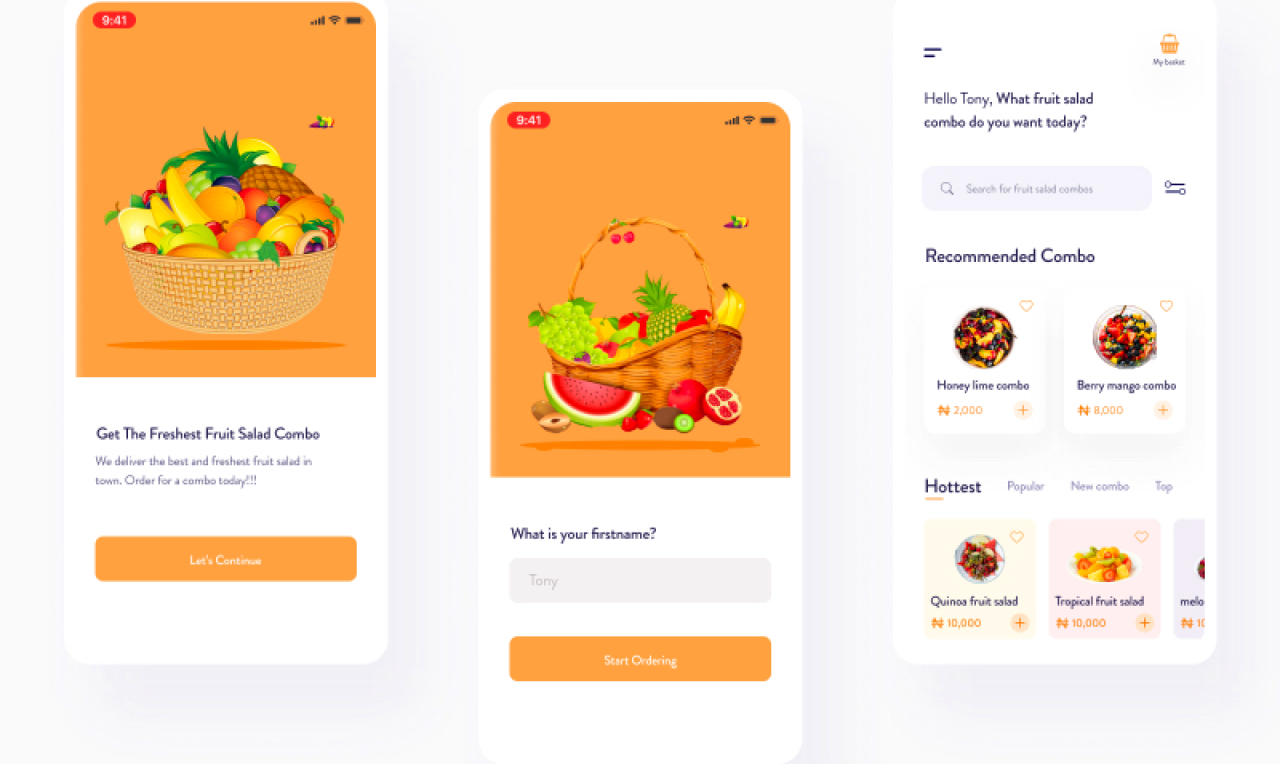 9:41
Get The Freshest Fruit Salad Combo
We deliver the best and freshest fruit salad in
town. Order for a combo today!!!
Let's Continue
9:41
What is your firstname?
Tony
Start Ordering
My basket
Hello Tony, What fruit salad
combo do you want today?
Search for fruit salad combos
Recommended Combo
Honey lime combo
₦ 2,000
Berry mango combo
₦ 8,000
Hottest Popular New combo Top
Quinoa fruit salad
₦ 10,000
Tropical fruit salad
₦ 10,000
melo
₦ 10